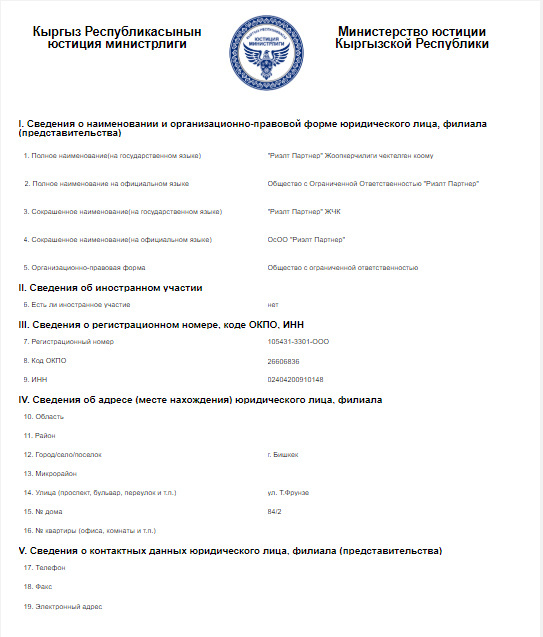 Кыргыз Республикасынын
юстиция министрлиги
ЮСТИЦИЯ
МИНИСТРЛИГИ
Министерство юстиции
Кыргызской Республики
I. Сведения о наименовании и организационно-правовой форме юридического лица, филиала
(представительства)
1. Полное наименование(на государственном языке) "Риэлт Партнер" Жоопкерчилиги чектелген коому
2. Полное наименование на официальном языке Общество с Ограниченной Ответственностью "Риэлт Партнер"
3. Сокращенное наименование(на государственном языке) "Риэлт Партнер" ЖЧК
4. Сокращенное наименование(на официальном языке) ОсОО "Риэлт Партнер"
5. Организационно-правовая форма Общество с ограниченной ответственностью
II. Сведения об иностранном участии
6. Есть ли иностранное участие нет
III. Сведения о регистрационном номере, коде ОКПО, ИНН
7. Регистрационный номер 105431-3301-ООО
8. Код ОКПО 26606836
9. ИНН 02404200910148
IV. Сведения об адресе (месте нахождения) юридического лица, филиала
10. Область
11. Район
12. Город/село/поселок г. Бишкек
13. Микрорайон
14. Улица (проспект, бульвар, переулок и т.п.) ул. Т.Фрунзе
15. № дома 84/2
16. № квартиры (офиса, комнаты и т.п.)
V. Сведения о контактных данных юридического лица, филиала (представительства)
17. Телефон
18. Факс
19. Электронный адрес